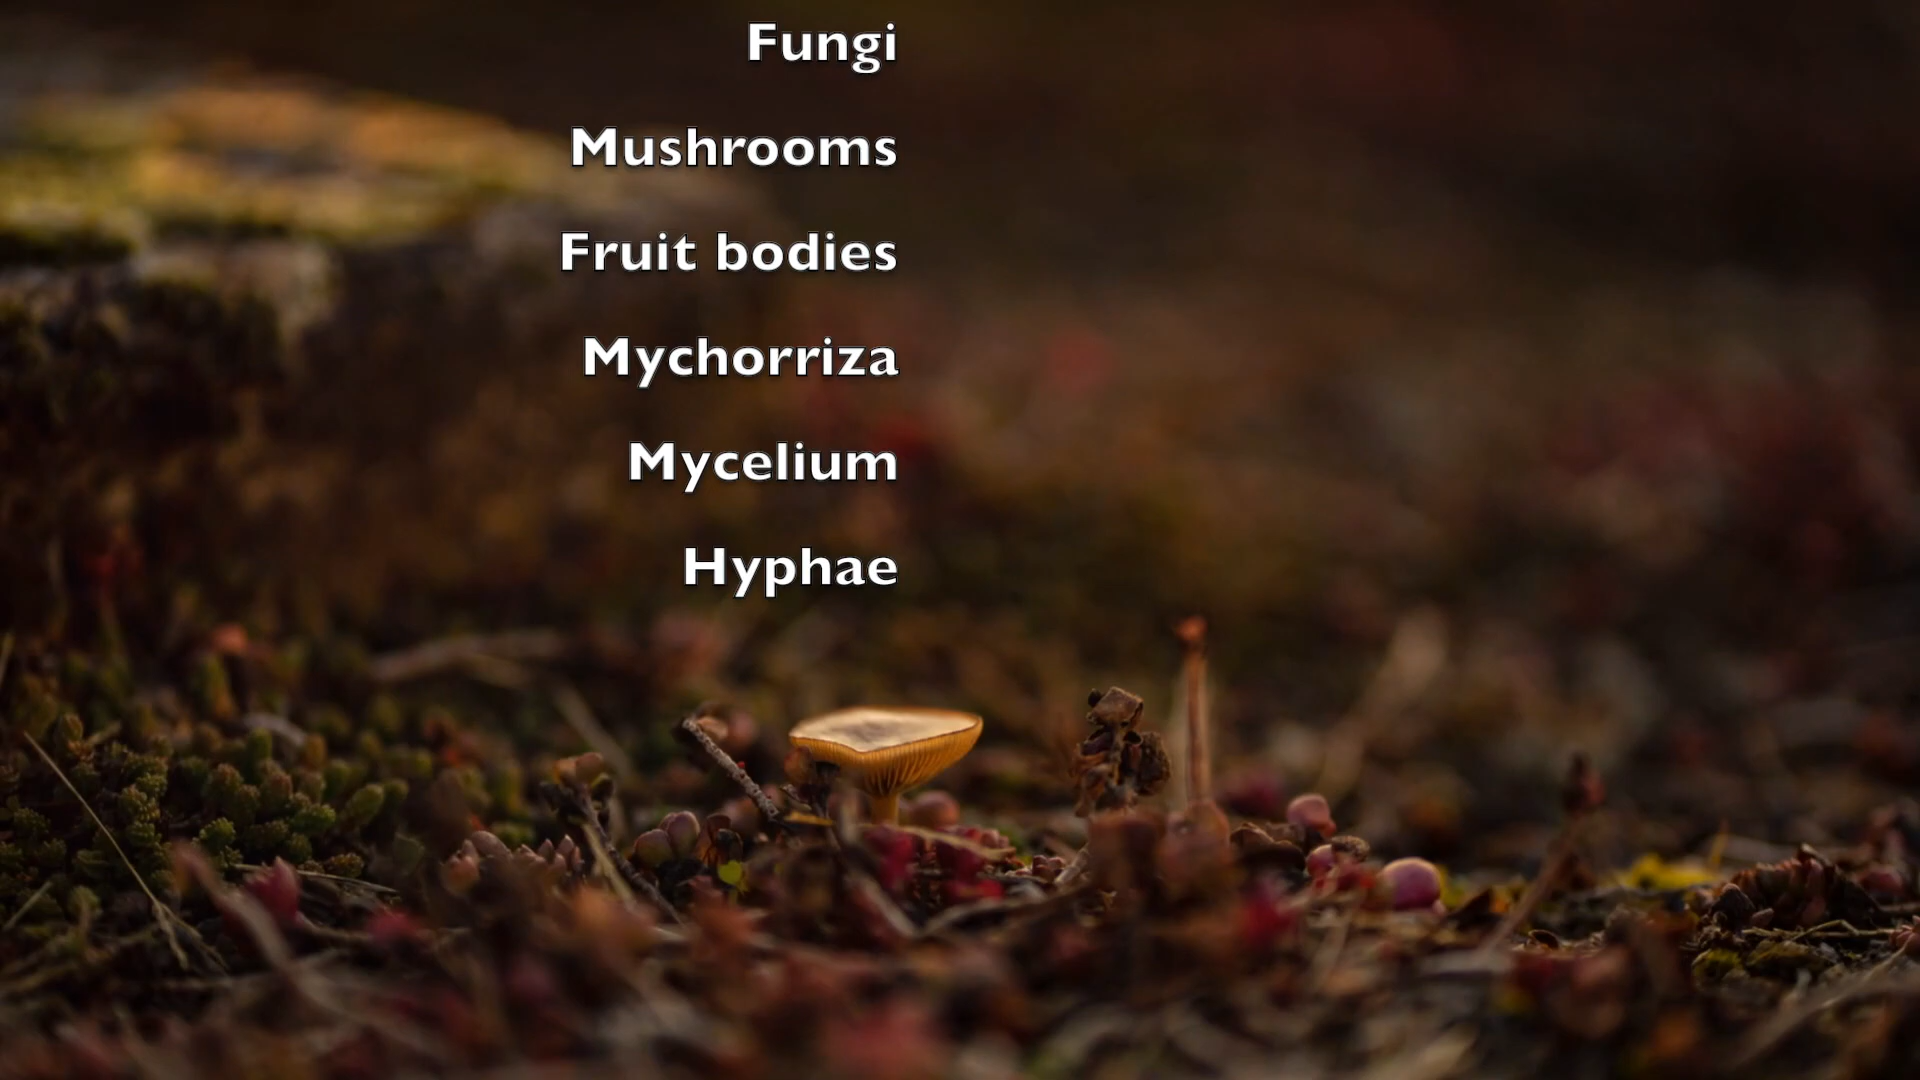 Fungi
Mushrooms
Fruit bodies
Mychorriza
Mycelium
Hyphae